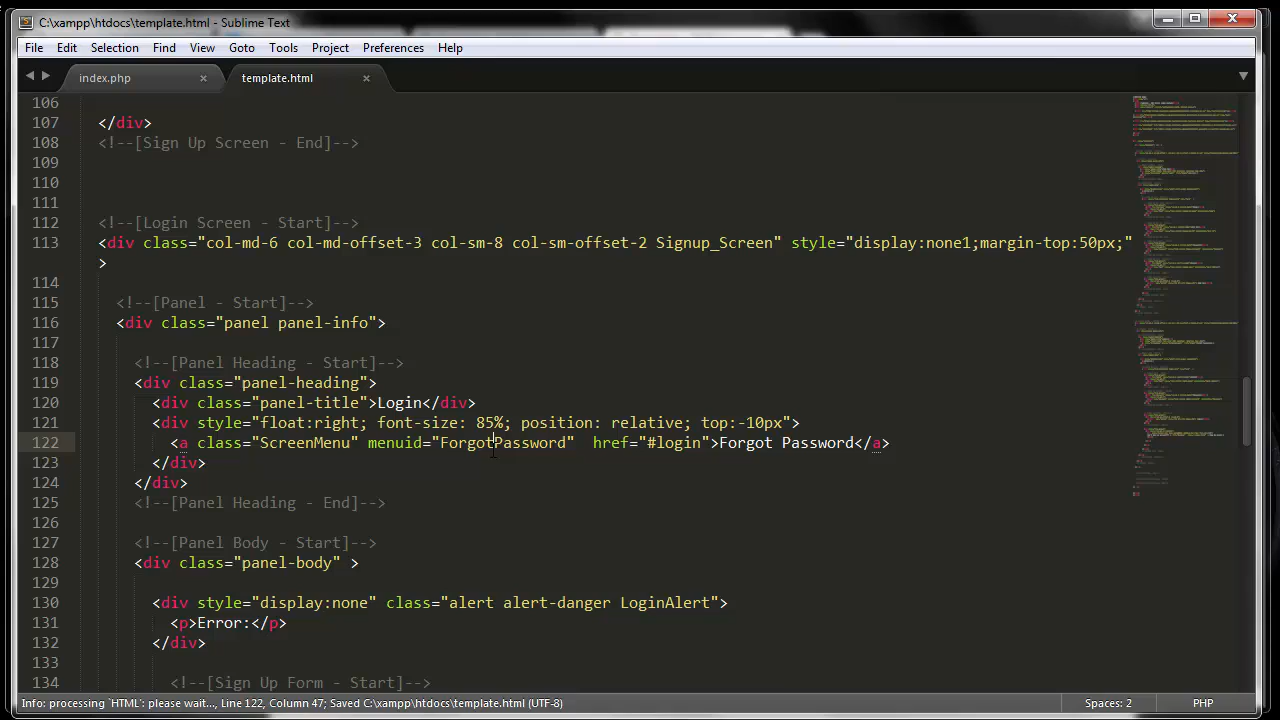 C:\xampp\htdocs\template.html - Sublime Text
File Edit Selection Find View Goto Tools Project Preferences Help
index.php × template.html ×
106
107 </div>
108 <!--[Sign Up Screen - End]-->
109
110
111
112 <!--[Login Screen - Start]-->
113 <div class="col-md-6 col-md-offset-3 col-sm-8 col-sm-offset-2 Signup_Screen" style="display:none1;margin-top:50px;"
>
114
115 <!--[Panel - Start]-->
116 <div class="panel panel-info">
117
118 <!--[Panel Heading - Start]-->
119 <div class="panel-heading">
120 <div class="panel-title">Login</div>
121 <div style="float:right; font-size: 85%; position: relative; top:-10px">
122 <a class="ScreenMenu" menuid="ForgotPassword"  href="#login">Forgot Password</a>
123 </div>
124 </div>
125 <!--[Panel Heading - End]-->
126
127 <!--[Panel Body - Start]-->
128 <div class="panel-body" >
129
130 <div style="display:none" class="alert alert-danger LoginAlert">
131 <p>Error:</p>
132 </div>
133
134 <!--[Sign Up Form - Start]-->
Info: processing `HTML': please wait..., Line 122, Column 47; Saved C:\xampp\htdocs\template.html (UTF-8) Spaces: 2 PHP